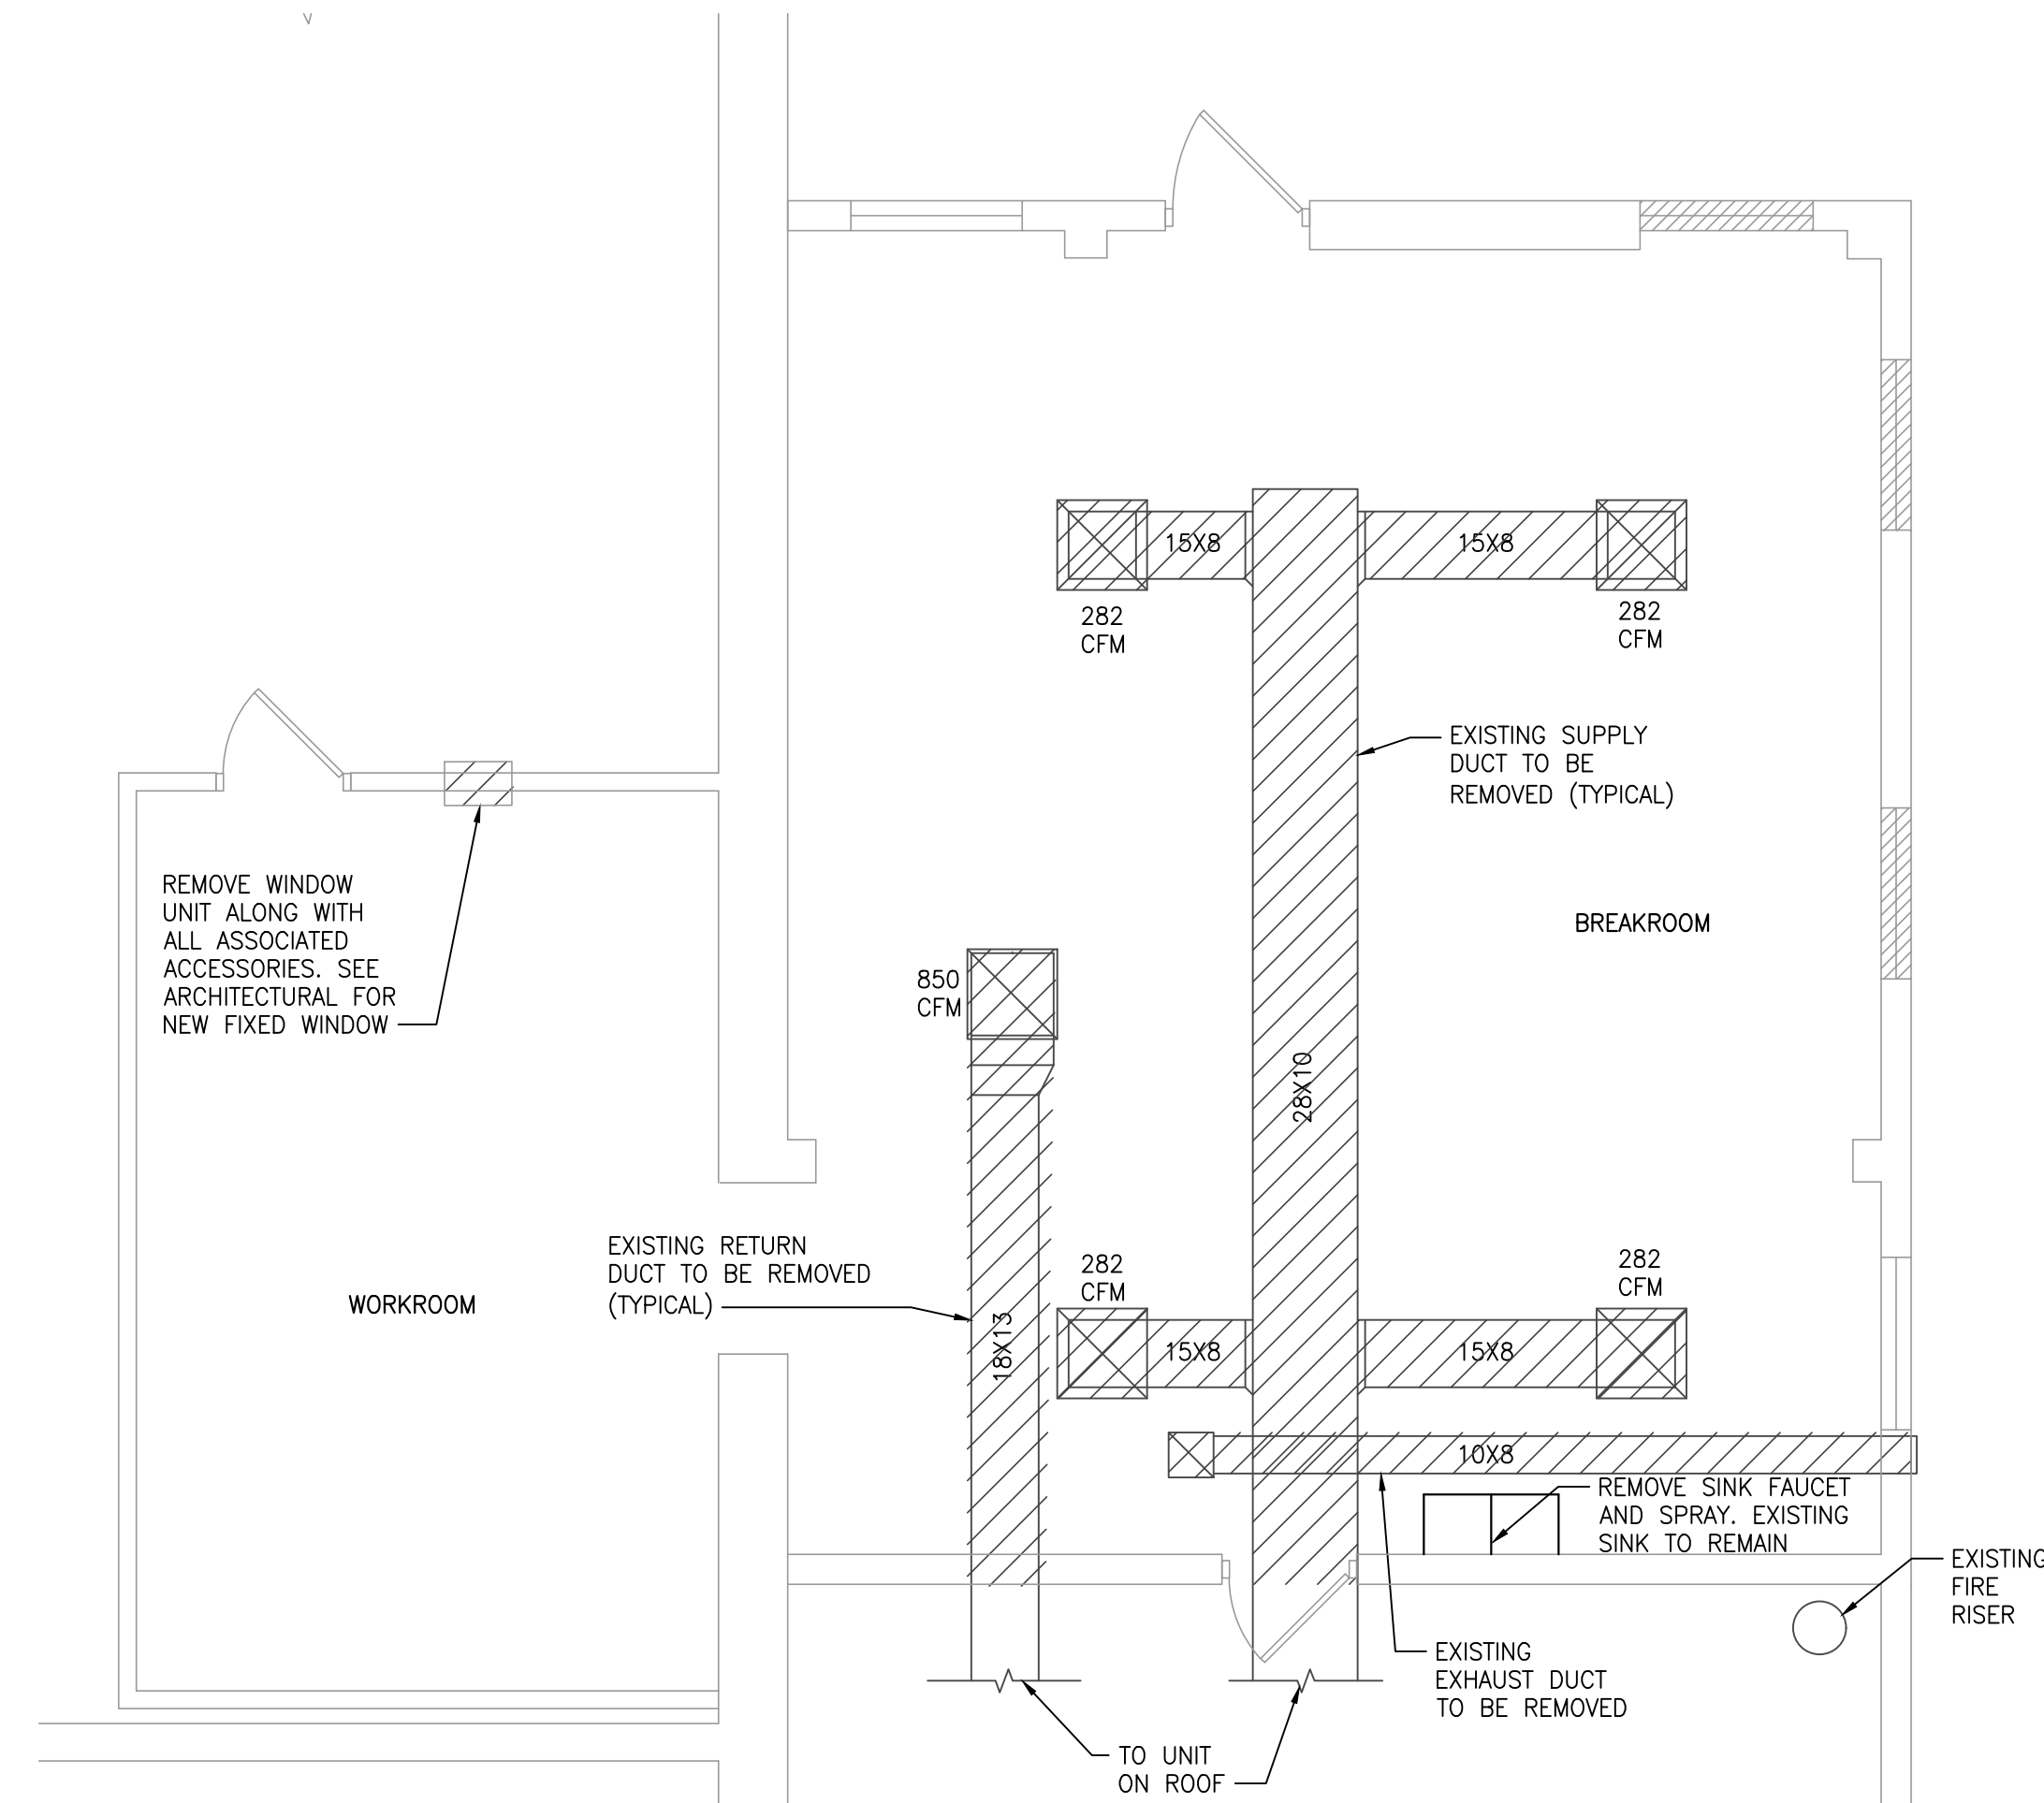 15X8
15X8
282
CFM
282
CFM
EXISTING SUPPLY
DUCT TO BE
REMOVED (TYPICAL)
REMOVE WINDOW
UNIT ALONG WITH
ALL ASSOCIATED
ACCESSORIES. SEE
ARCHITECTURAL FOR
NEW FIXED WINDOW
BREAKROOM
850
CFM
28X10
EXISTING RETURN
DUCT TO BE REMOVED
(TYPICAL)
WORKROOM
18X13
282
CFM
282
CFM
15X8
15X8
10X8
REMOVE SINK FAUCET
AND SPRAY. EXISTING
SINK TO REMAIN
EXISTING
FIRE
RISER
EXISTING
EXHAUST DUCT
TO BE REMOVED
TO UNIT
ON ROOF